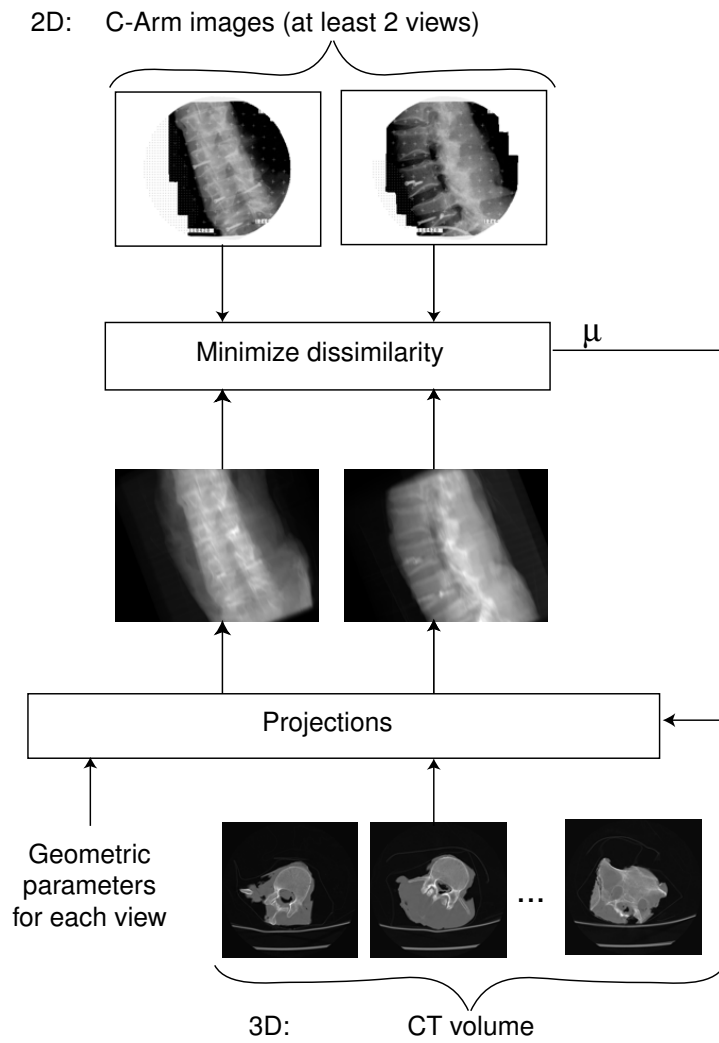 2D: C-Arm images (at least 2 views)
Minimize dissimilarity
μ
Projections
Geometric
parameters
for each view
...
3D: CT volume